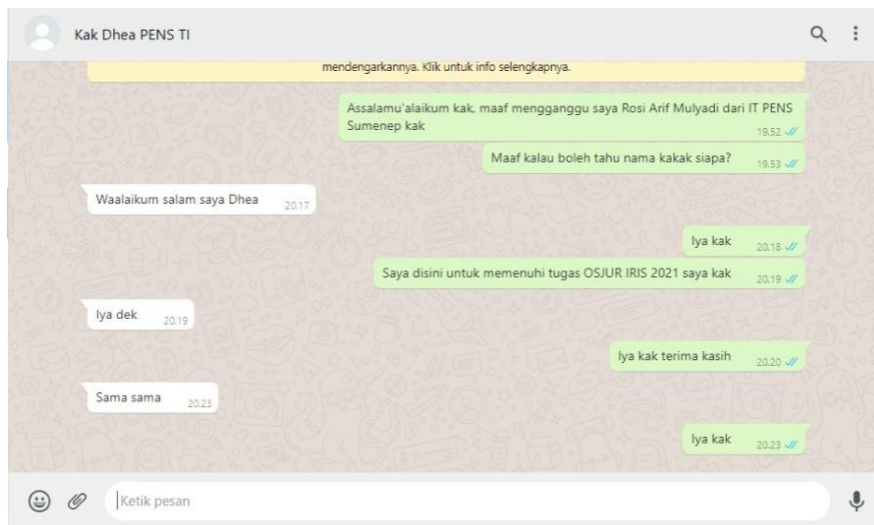 Kak Dhea PENS TI
mendengarkannya. Klik untuk info selengkapnya.
Assalamu'alaikum kak, maaf mengganggu saya Rosi Arif Mulyadi dari IT PENS
Sumenep kak
19.52
Maaf kalau boleh tahu nama kakak siapa?
19.53
Waalaikum salam saya Dhea
20.17
Iya kak
20.18
Saya disini untuk memenuhi tugas OSJUR IRIS 2021 saya kak
20.19
Iya dek
20.19
Iya kak terima kasih
20.20
Sama sama
20.23
Iya kak
20.23
Ketik pesan